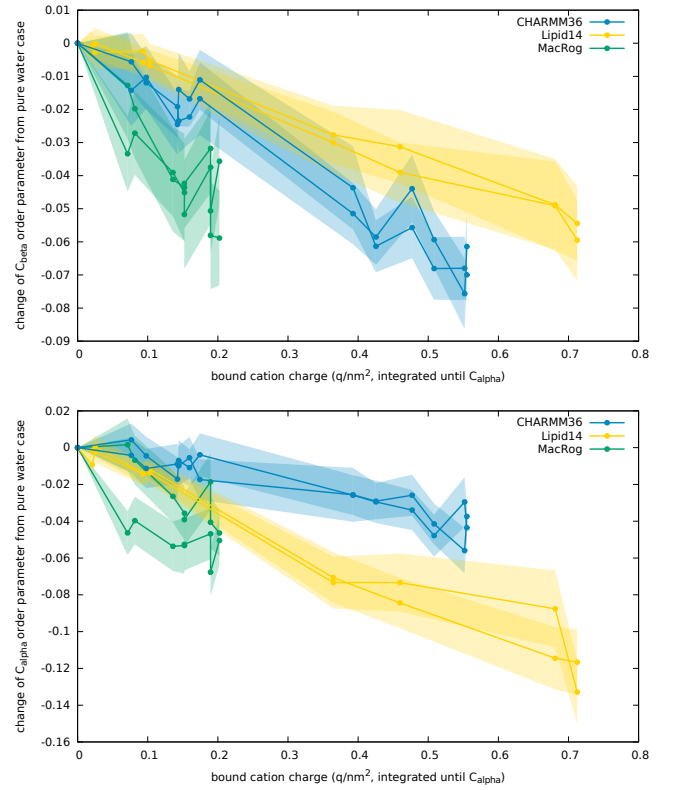 change of C_beta order parameter from pure water case
0.01
0
-0.01
-0.02
-0.03
-0.04
-0.05
-0.06
-0.07
-0.08
-0.09
CHARMM36
Lipid14
MacRog
0 0.1 0.2 0.3 0.4 0.5 0.6 0.7 0.8
bound cation charge (q/nm², integrated until C_alpha)
change of C_alpha order parameter from pure water case
0.02
0
-0.02
-0.04
-0.06
-0.08
-0.1
-0.12
-0.14
-0.16
CHARMM36
Lipid14
MacRog
0 0.1 0.2 0.3 0.4 0.5 0.6 0.7 0.8
bound cation charge (q/nm², integrated until C_alpha)